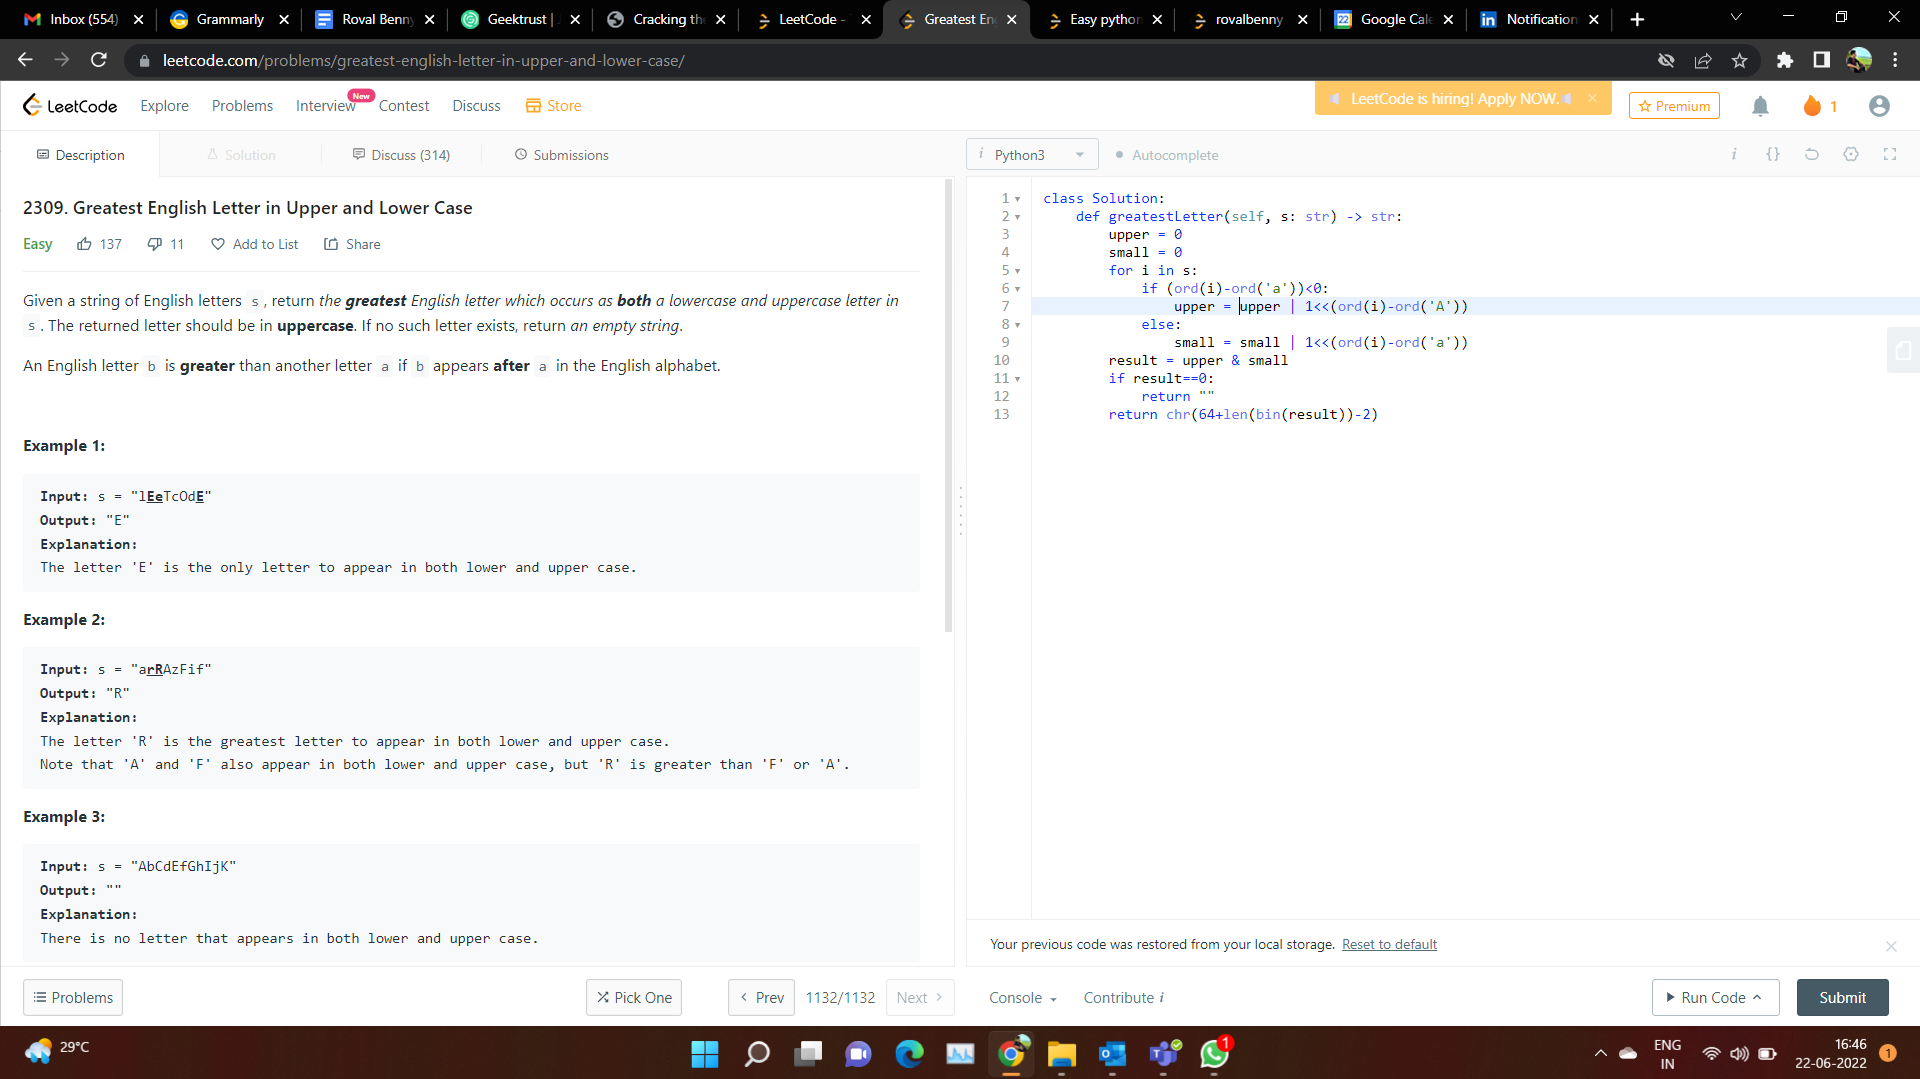 Inbox (554)
Grammarly
Roval Benny
Geektrust |
Cracking the
LeetCode -
Greatest En
Easy python
rovalbenny
Google Cale
Notification
leetcode.com/problems/greatest-english-letter-in-upper-and-lower-case/
LeetCode
Explore
Problems
Interview
New
Contest
Discuss
Store
LeetCode is hiring! Apply NOW.
Premium
1
Description
Solution
Discuss (314)
Submissions
Python3
Autocomplete
2309. Greatest English Letter in Upper and Lower Case
Easy 137 11 Add to List Share
Given a string of English letters s, return the greatest English letter which occurs as both a lowercase and uppercase letter in
s. The returned letter should be in uppercase. If no such letter exists, return an empty string.
An English letter b is greater than another letter a if b appears after a in the English alphabet.
Example 1:
Input: s = "lEeTcOdE"
Output: "E"
Explanation:
The letter 'E' is the only letter to appear in both lower and upper case.
Example 2:
Input: s = "arRAzFif"
Output: "R"
Explanation:
The letter 'R' is the greatest letter to appear in both lower and upper case.
Note that 'A' and 'F' also appear in both lower and upper case, but 'R' is greater than 'F' or 'A'.
Example 3:
Input: s = "AbCdEfGhIjK"
Output: ""
Explanation:
There is no letter that appears in both lower and upper case.
1 class Solution:
2 def greatestLetter(self, s: str) -> str:
3 upper = 0
4 small = 0
5 for i in s:
6 if (ord(i)-ord('a'))<0:
7 upper = upper | 1<<(ord(i)-ord('A'))
8 else:
9 small = small | 1<<(ord(i)-ord('a'))
10 result = upper & small
11 if result==0:
12 return ""
13 return chr(64+len(bin(result))-2)
Your previous code was restored from your local storage. Reset to default
Problems
Pick One
Prev
1132/1132
Next
Console
Contribute i
Run Code
Submit
29°C
1
ENG
IN
16:46
22-06-2022
1